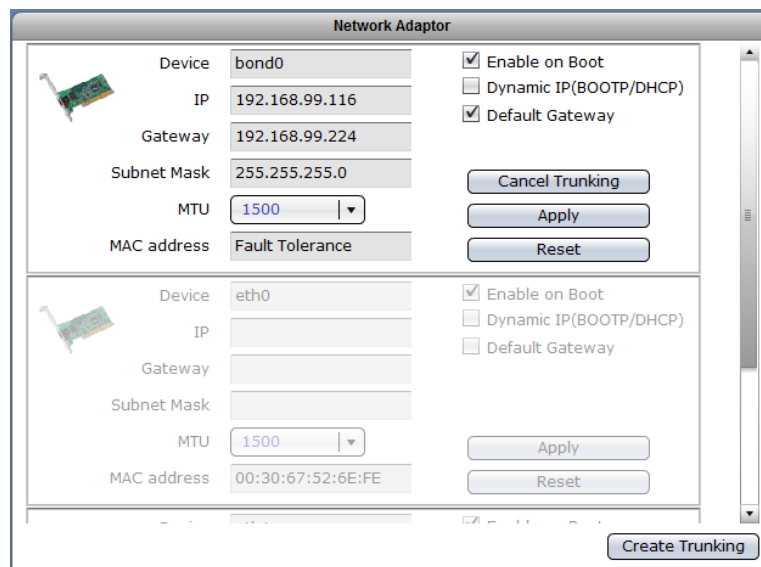 Network Adaptor
Device bond0 Enable on Boot
IP 192.168.99.116 Dynamic IP(BOOTP/DHCP)
Gateway 192.168.99.224 Default Gateway
Subnet Mask 255.255.255.0 Cancel Trunking
MTU 1500 Apply
MAC address Fault Tolerance Reset
Device eth0 Enable on Boot
IP Dynamic IP(BOOTP/DHCP)
Gateway Default Gateway
Subnet Mask
MTU 1500 Apply
MAC address 00:30:67:52:6E:FE Reset
Create Trunking